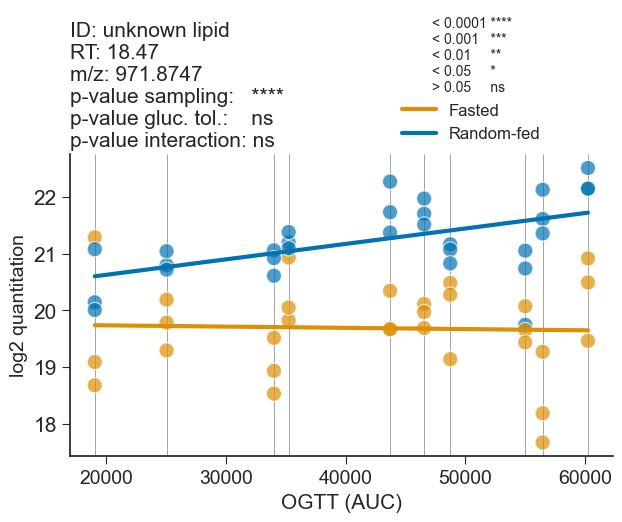 ID: unknown lipid
RT: 18.47
m/z: 971.8747
p-value sampling: ****
p-value gluc. tol.: ns
p-value interaction: ns
< 0.0001 ****
< 0.001 ***
< 0.01 **
< 0.05 *
> 0.05 ns
Fasted
Random-fed
log2 quantitation
22
21
20
19
18
20000 30000 40000 50000 60000
OGTT (AUC)